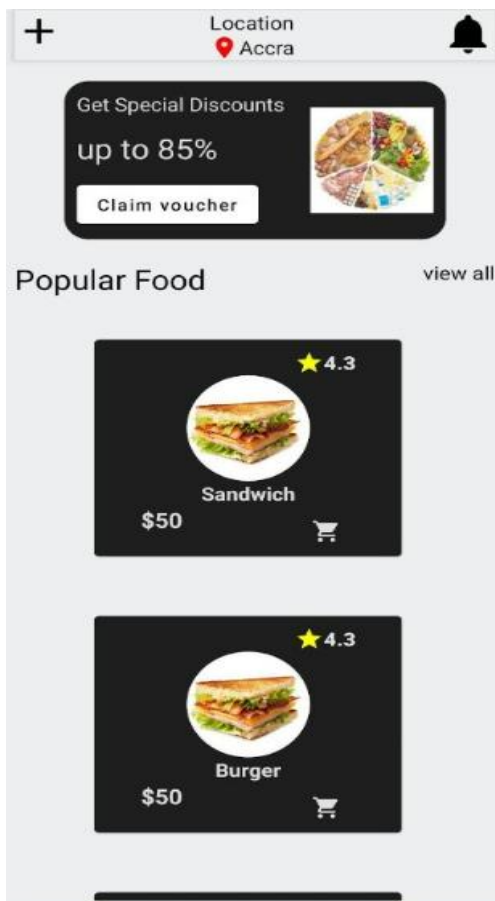 Location
Accra
Get Special Discounts
up to 85%
Claim voucher
Popular Food
view all
4.3
Sandwich
$50
4.3
Burger
$50